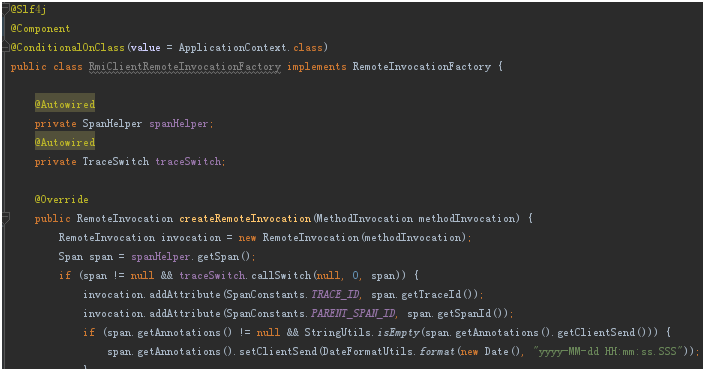 @Slf4j
@Component
@ConditionalOnClass(value = ApplicationContext.class)
public class RmiClientRemoteInvocationFactory implements RemoteInvocationFactory {
@Autowired
private SpanHelper spanHelper;
@Autowired
private TraceSwitch traceSwitch;
@Override
public RemoteInvocation createRemoteInvocation(MethodInvocation methodInvocation) {
RemoteInvocation invocation = new RemoteInvocation(methodInvocation);
Span span = spanHelper.getSpan();
if (span != null && traceSwitch.callSwitch(null, 0, span)) {
invocation.addAttribute(SpanConstants.TRACE_ID, span.getTraceId());
invocation.addAttribute(SpanConstants.PARENT_SPAN_ID, span.getSpanId());
if (span.getAnnotations() != null && StringUtils.isEmpty(span.getAnnotations().getClientSend())) {
span.getAnnotations().setClientSend(DateFormatUtils.format(new Date(), "yyyy-MM-dd HH:mm:ss.SSS"));
}